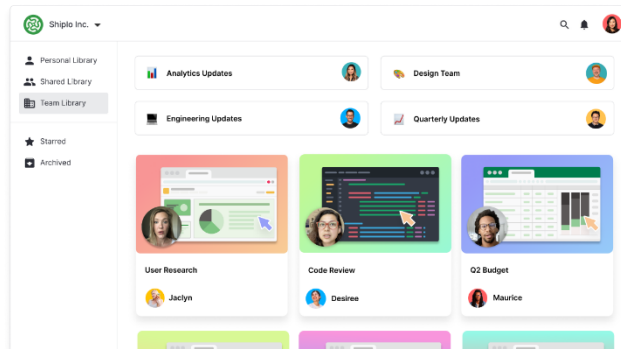 Shiplo Inc.
Personal Library
Shared Library
Team Library
Starred
Archived
Analytics Updates
Design Team
Engineering Updates
Quarterly Updates
User Research
Jaclyn
Code Review
Desiree
Q2 Budget
Maurice